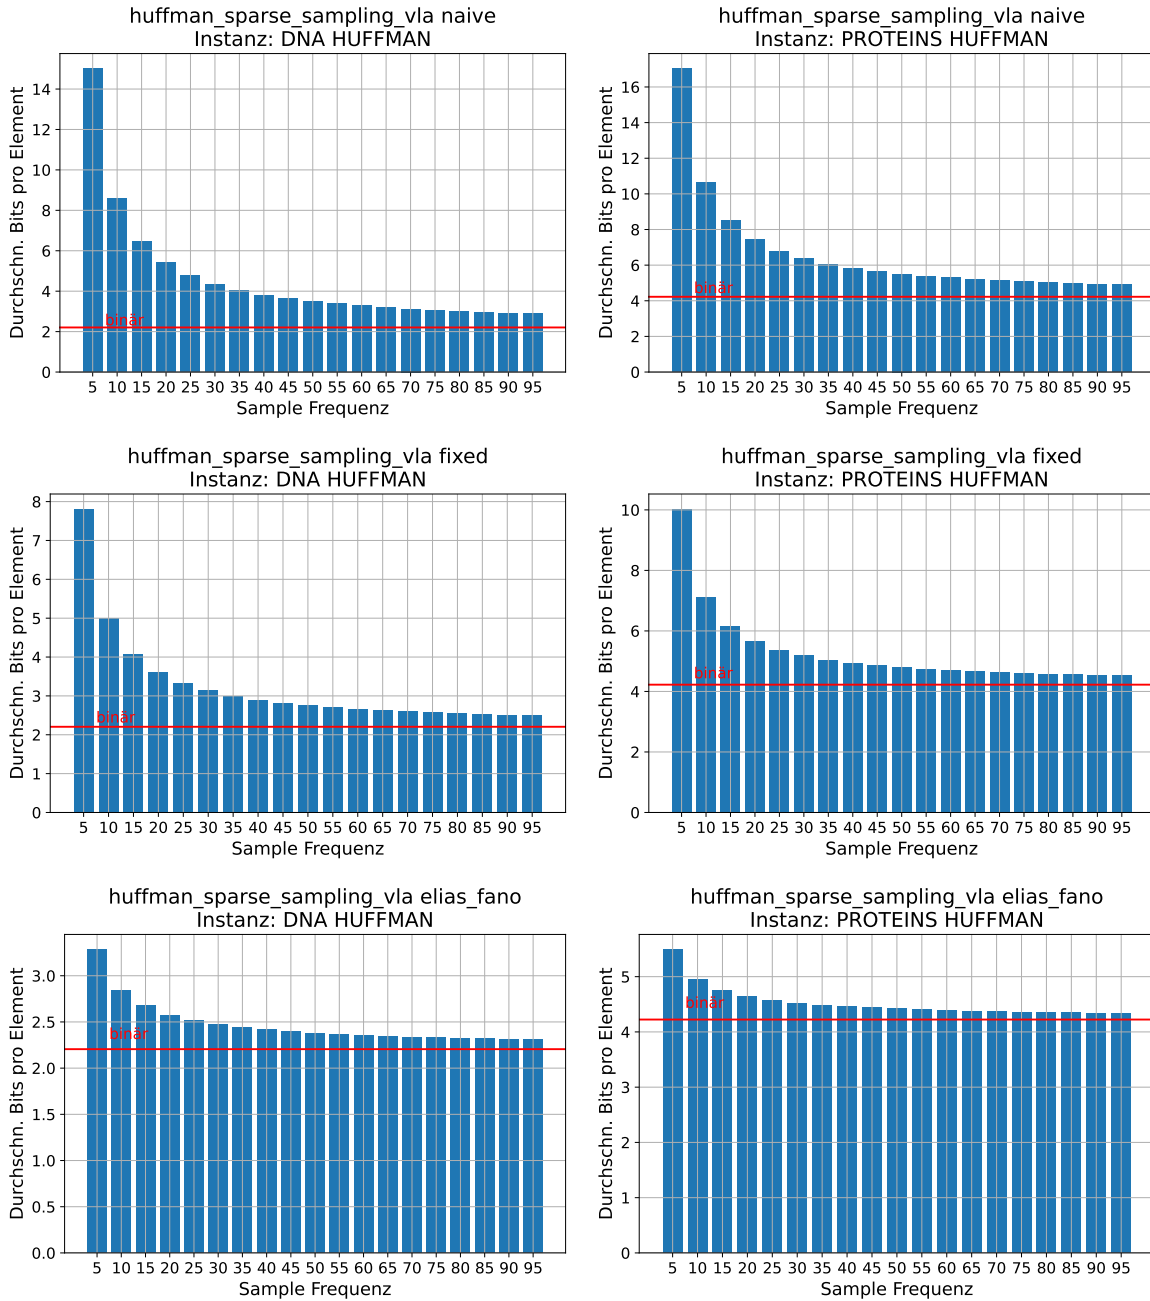 huffman_sparse_sampling_vla naive
Instanz: DNA HUFFMAN
Durchschn. Bits pro Element
14
12
10
8
6
4
2
0
binär
5 10 15 20 25 30 35 40 45 50 55 60 65 70 75 80 85 90 95
Sample Frequenz
huffman_sparse_sampling_vla naive
Instanz: PROTEINS HUFFMAN
Durchschn. Bits pro Element
16
14
12
10
8
6
4
2
0
binär
5 10 15 20 25 30 35 40 45 50 55 60 65 70 75 80 85 90 95
Sample Frequenz
huffman_sparse_sampling_vla fixed
Instanz: DNA HUFFMAN
Durchschn. Bits pro Element
8
7
6
5
4
3
2
1
0
binär
5 10 15 20 25 30 35 40 45 50 55 60 65 70 75 80 85 90 95
Sample Frequenz
huffman_sparse_sampling_vla fixed
Instanz: PROTEINS HUFFMAN
Durchschn. Bits pro Element
10
8
6
4
2
0
binär
5 10 15 20 25 30 35 40 45 50 55 60 65 70 75 80 85 90 95
Sample Frequenz
huffman_sparse_sampling_vla elias_fano
Instanz: DNA HUFFMAN
Durchschn. Bits pro Element
3.0
2.5
2.0
1.5
1.0
0.5
0.0
binär
5 10 15 20 25 30 35 40 45 50 55 60 65 70 75 80 85 90 95
Sample Frequenz
huffman_sparse_sampling_vla elias_fano
Instanz: PROTEINS HUFFMAN
Durchschn. Bits pro Element
5
4
3
2
1
0
binär
5 10 15 20 25 30 35 40 45 50 55 60 65 70 75 80 85 90 95
Sample Frequenz